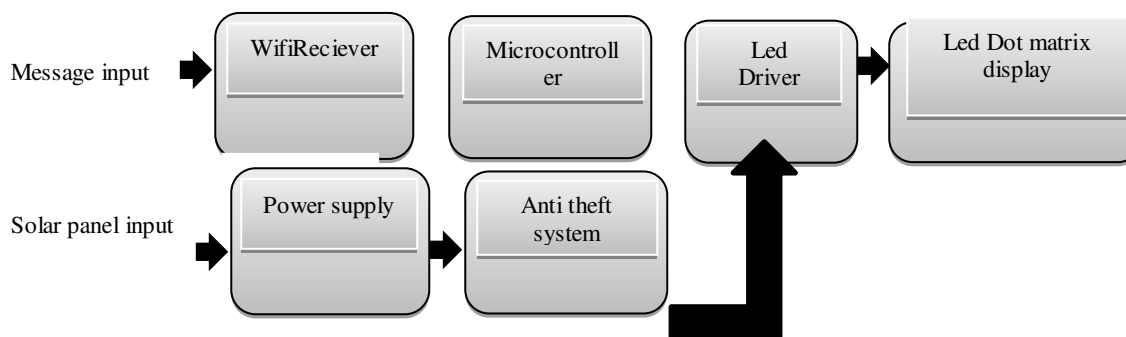 Message input
WifiReciever
Microcontroll
er
Led
Driver
Led Dot matrix
display
Solar panel input
Power supply
Anti theft
system